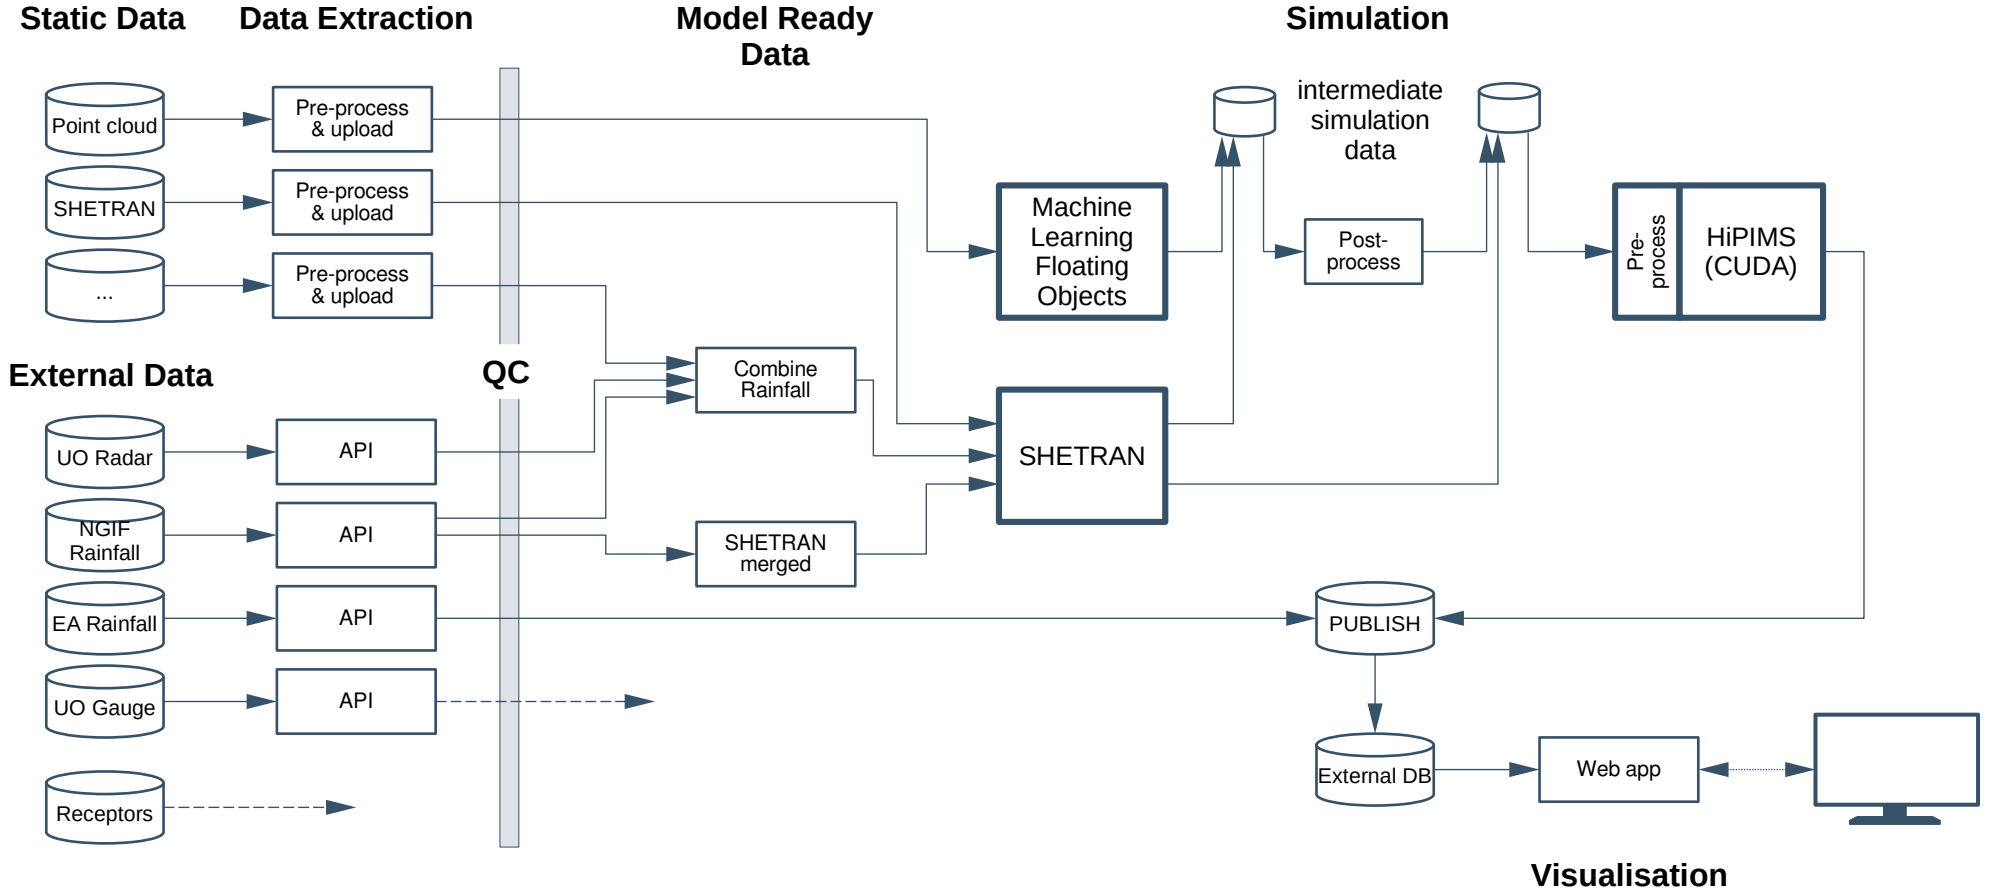 Static Data
Data Extraction
Model Ready
Data
Simulation
Point cloud
Pre-process
& upload
SHETRAN
Pre-process
& upload
...
Pre-process
& upload
intermediate
simulation
data
Machine
Learning
Floating
Objects
Post-
process
Pre-
process
HiPIMS
(CUDA)
External Data
QC
Combine
Rainfall
UO Radar
API
SHETRAN
NGIF
Rainfall
API
SHETRAN
merged
EA Rainfall
API
PUBLISH
UO Gauge
API
External DB
Web app
Receptors
Visualisation